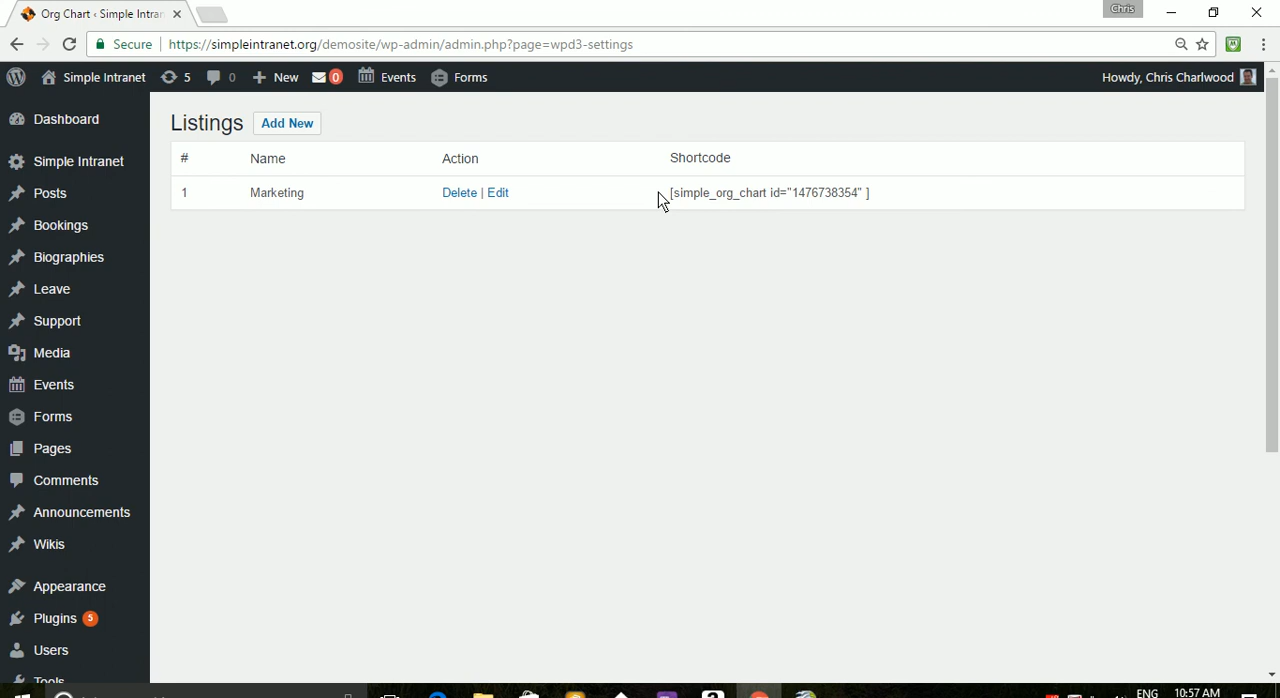 Org Chart ‹ Simple Intran
Chris
Secure
https://simpleintranet.org/demosite/wp-admin/admin.php?page=wpd3-settings
Simple Intranet 5 0 New 0 Events Forms
Howdy, Chris Charlwood
Dashboard
Simple Intranet
Posts
Bookings
Biographies
Leave
Support
Media
Events
Forms
Pages
Comments
Announcements
Wikis
Appearance
Plugins 5
Users
Tools
Listings Add New
# Name Action Shortcode
1 Marketing Delete | Edit [simple_org_chart id="1476738354" ]
ENG 10:57 AM